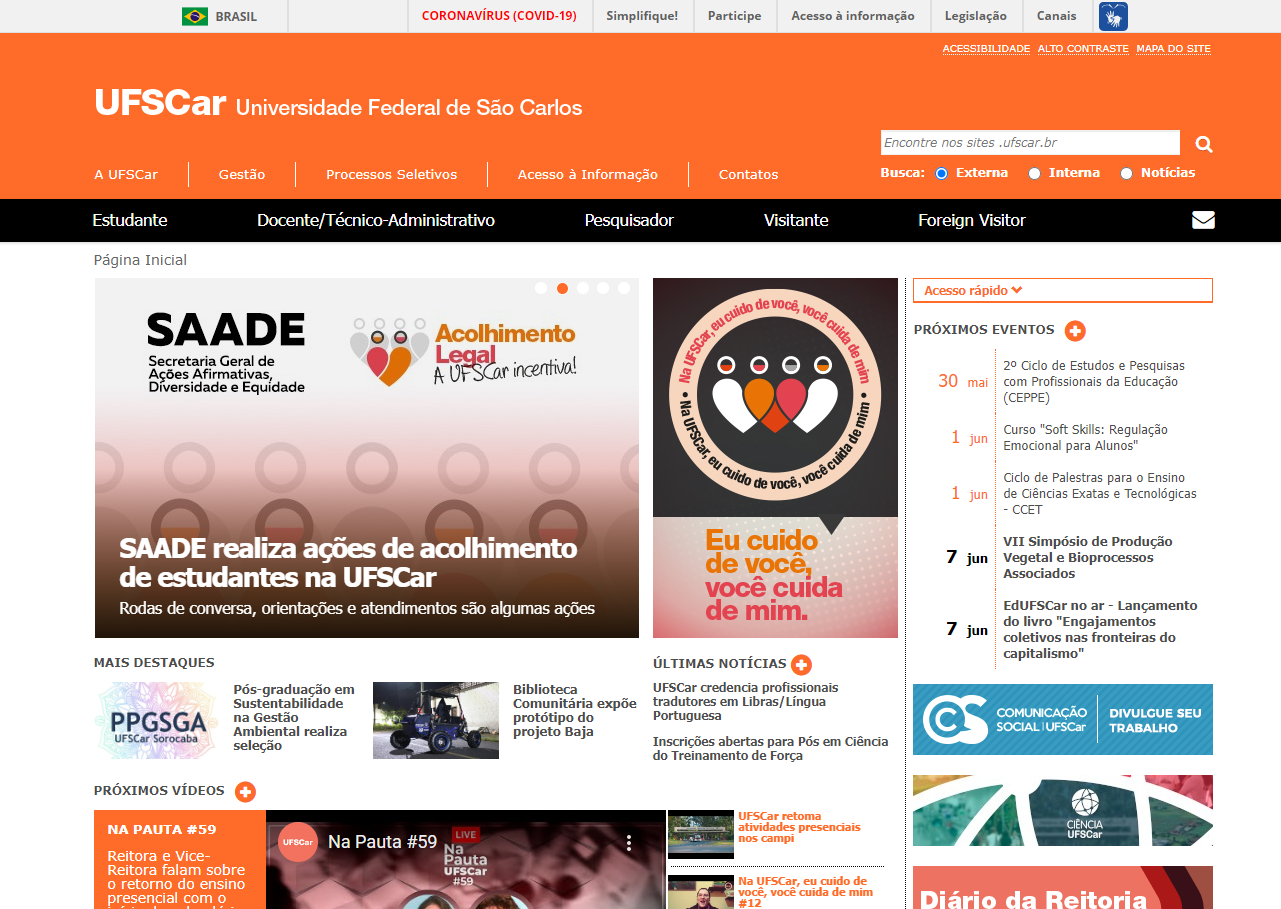 BRASIL
CORONAVÍRUS (COVID-19)
Simplifique!
Participe
Acesso à informação
Legislação
Canais
ACESSIBILIDADE
ALTO CONTRASTE
MAPA DO SITE
UFSCar Universidade Federal de São Carlos
Encontre nos sites .ufscar.br
Busca: Externa Interna Notícias
A UFSCar
Gestão
Processos Seletivos
Acesso à Informação
Contatos
Estudante
Docente/Técnico-Administrativo
Pesquisador
Visitante
Foreign Visitor
Página Inicial
SAADE
Secretaria Geral de
Ações Afirmativas,
Diversidade e Equidade
Acolhimento
Legal
A UFSCar incentiva!
SAADE realiza ações de acolhimento
de estudantes na UFSCar
Rodas de conversa, orientações e atendimentos são algumas ações
Na UFSCar, eu cuido de você, você cuida de mim
• Na UFSCar, eu cuido de você, você cuida de mim •
Eu cuido
de você,
você cuida
de mim.
Acesso rápido
PRÓXIMOS EVENTOS
30 mai
2º Ciclo de Estudos e Pesquisas
com Profissionais da Educação
(CEPPE)
1 jun
Curso "Soft Skills: Regulação
Emocional para Alunos"
1 jun
Ciclo de Palestras para o Ensino
de Ciências Exatas e Tecnológicas
- CCET
7 jun
VII Simpósio de Produção
Vegetal e Bioprocessos
Associados
7 jun
EdUFSCar no ar - Lançamento
do livro "Engajamentos
coletivos nas fronteiras do
capitalismo"
MAIS DESTAQUES
PPGSGA
UFSCar Sorocaba
Pós-graduação em
Sustentabilidade
na Gestão
Ambiental realiza
seleção
Biblioteca
Comunitária expõe
protótipo do
projeto Baja
ÚLTIMAS NOTÍCIAS
UFSCar credencia profissionais
tradutores em Libras/Língua
Portuguesa
Inscrições abertas para Pós em Ciência
do Treinamento de Força
CS COMUNICAÇÃO
SOCIAL | UFSCar
DIVULGUE SEU
TRABALHO
CIÊNCIA
UFSCar
Diário da Reitoria
PRÓXIMOS VÍDEOS
NA PAUTA #59
Reitora e Vice-
Reitora falam sobre
o retorno do ensino
presencial com o
UFSCar
Na Pauta #59
LIVE
Na
Pauta
UFSCar
#59
UFSCar retoma
atividades presenciais
nos campi
Na UFSCar, eu cuido de
você, você cuida de mim
#12